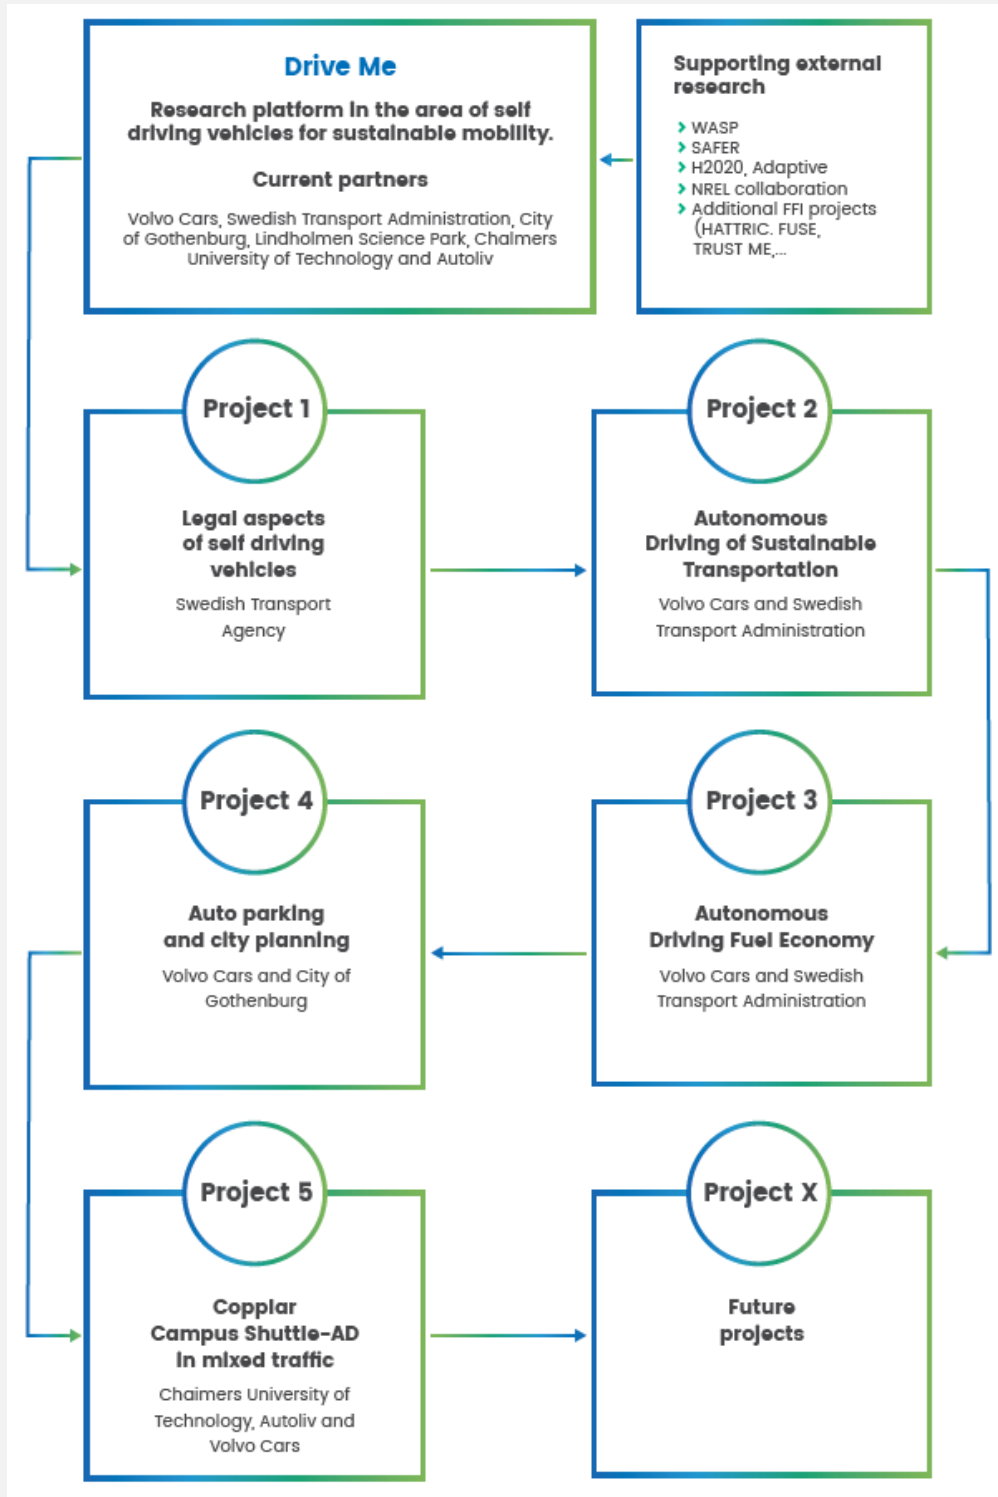 Drive Me
Research platform in the area of self
driving vehicles for sustainable mobility.
Current partners
Volvo Cars, Swedish Transport Administration, City
of Gothenburg, Lindholmen Science Park, Chalmers
University of Technology and Autoliv
Supporting external
research
WASP
SAFER
H2020, Adaptive
NREL collaboration
Additional FFI projects
(HATTRIC. FUSE,
TRUST ME,...
Project 1
Legal aspects
of self driving
vehicles
Swedish Transport
Agency
Project 2
Autonomous
Driving of Sustainable
Transportation
Volvo Cars and Swedish
Transport Administration
Project 4
Auto parking
and city planning
Volvo Cars and City of
Gothenburg
Project 3
Autonomous
Driving Fuel Economy
Volvo Cars and Swedish
Transport Administration
Project 5
Copplar
Campus Shuttle-AD
in mixed traffic
Chaimers University of
Technology, Autoliv and
Volvo Cars
Project X
Future
projects